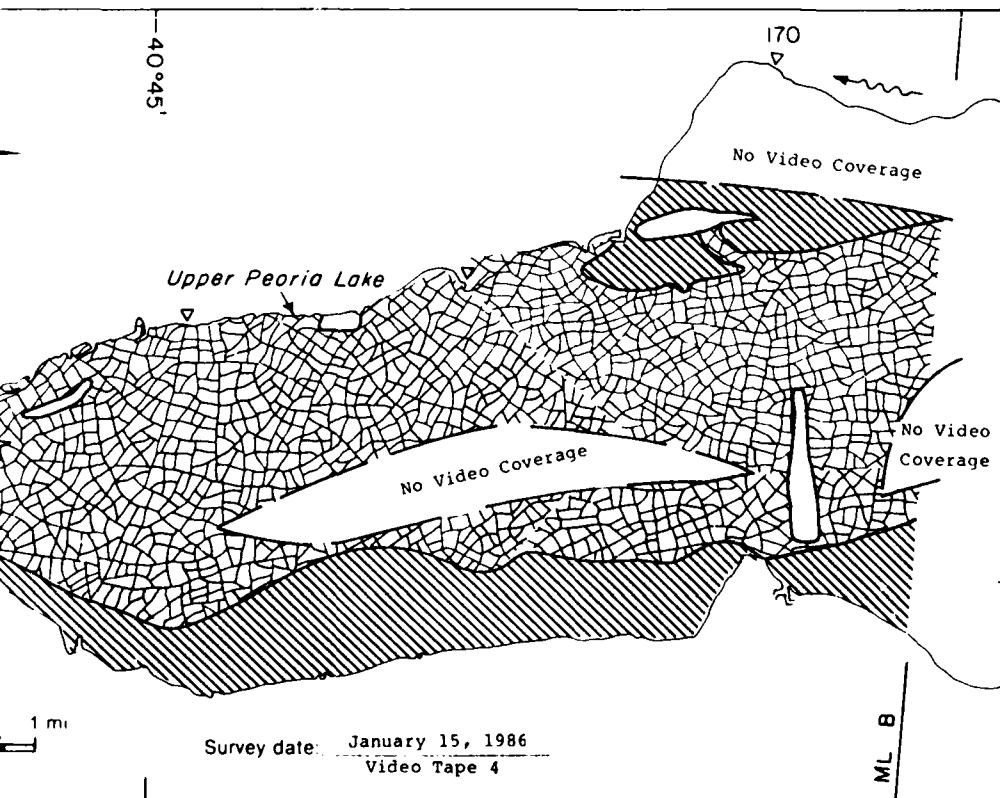 40°45'
170
No Video Coverage
Upper Peoria Lake
No Video
Coverage
No Video Coverage
1 mi
Survey date: January 15, 1986
Video Tape 4
ML B